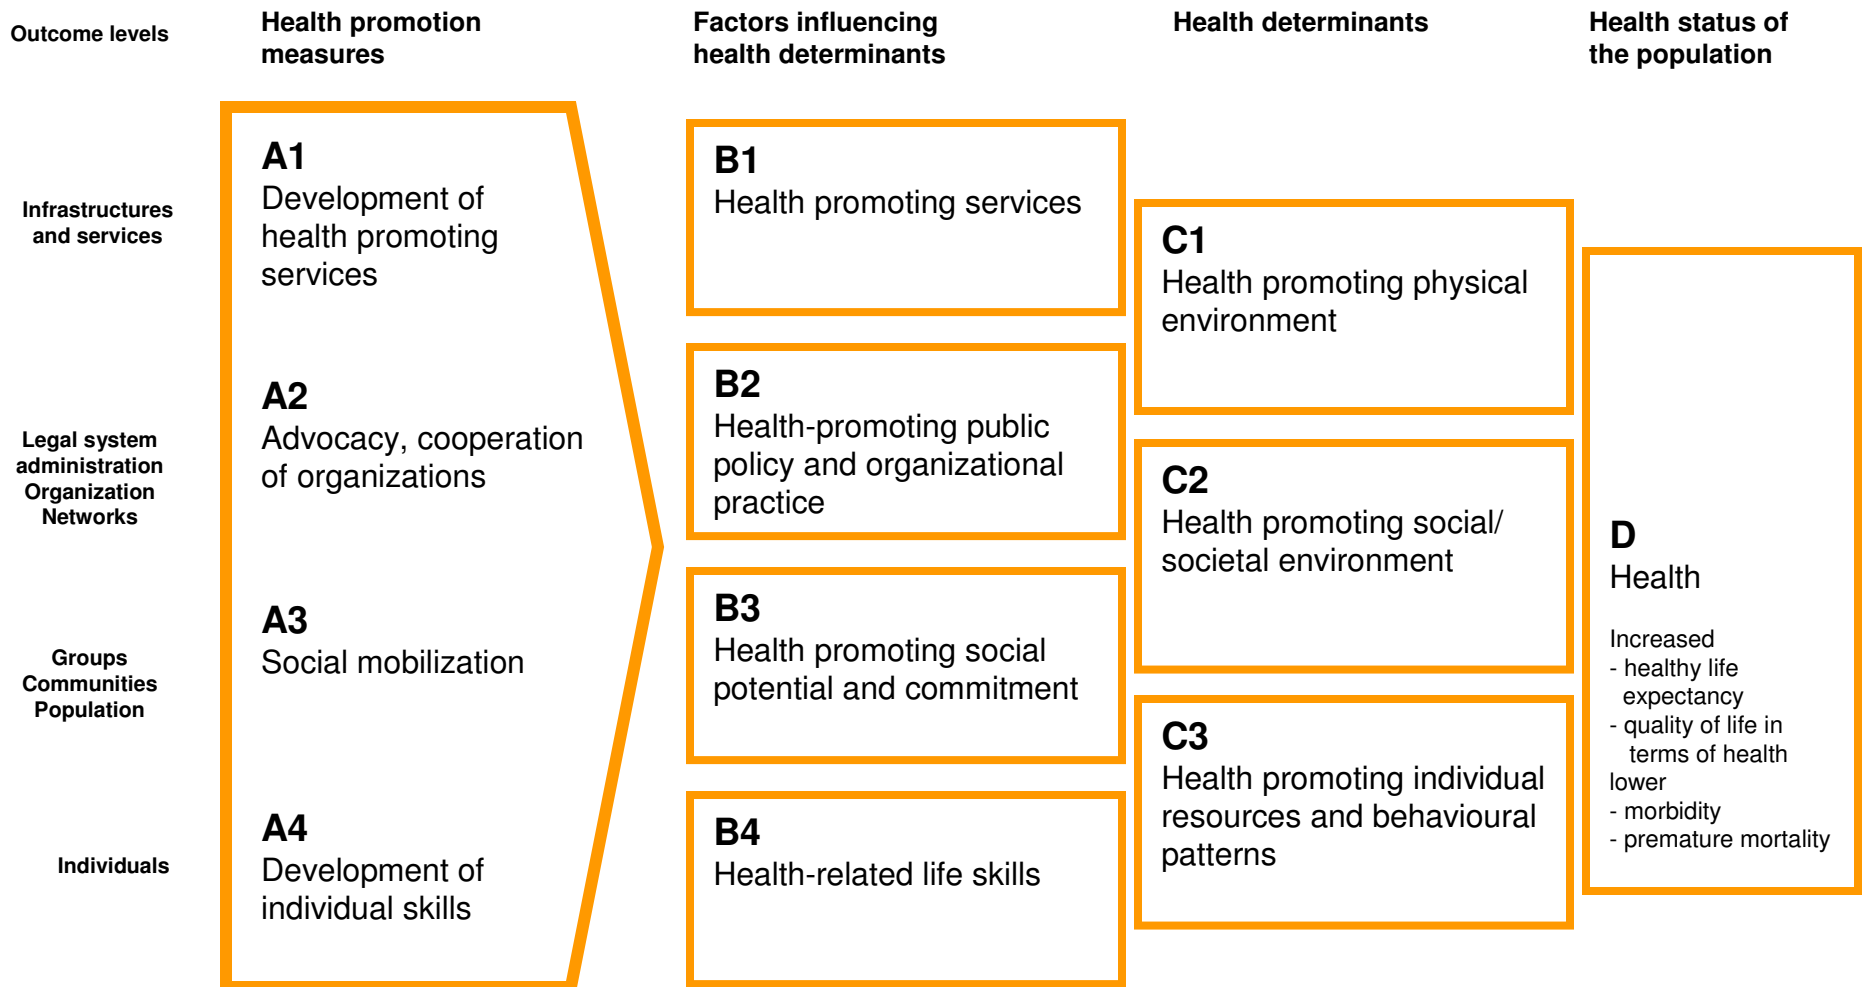 Outcome levels
Health promotion
measures
Factors influencing
health determinants
Health determinants
Health status of
the population
Infrastructures
and services
A1
Development of
health promoting
services
B1
Health promoting services
C1
Health promoting physical
environment
Legal system
administration
Organization
Networks
A2
Advocacy, cooperation
of organizations
B2
Health-promoting public
policy and organizational
practice
C2
Health promoting social/
societal environment
D
Health
Increased
- healthy life
expectancy
- quality of life in
terms of health
lower
- morbidity
- premature mortality
Groups
Communities
Population
A3
Social mobilization
B3
Health promoting social
potential and commitment
C3
Health promoting individual
resources and behavioural
patterns
Individuals
A4
Development of
individual skills
B4
Health-related life skills